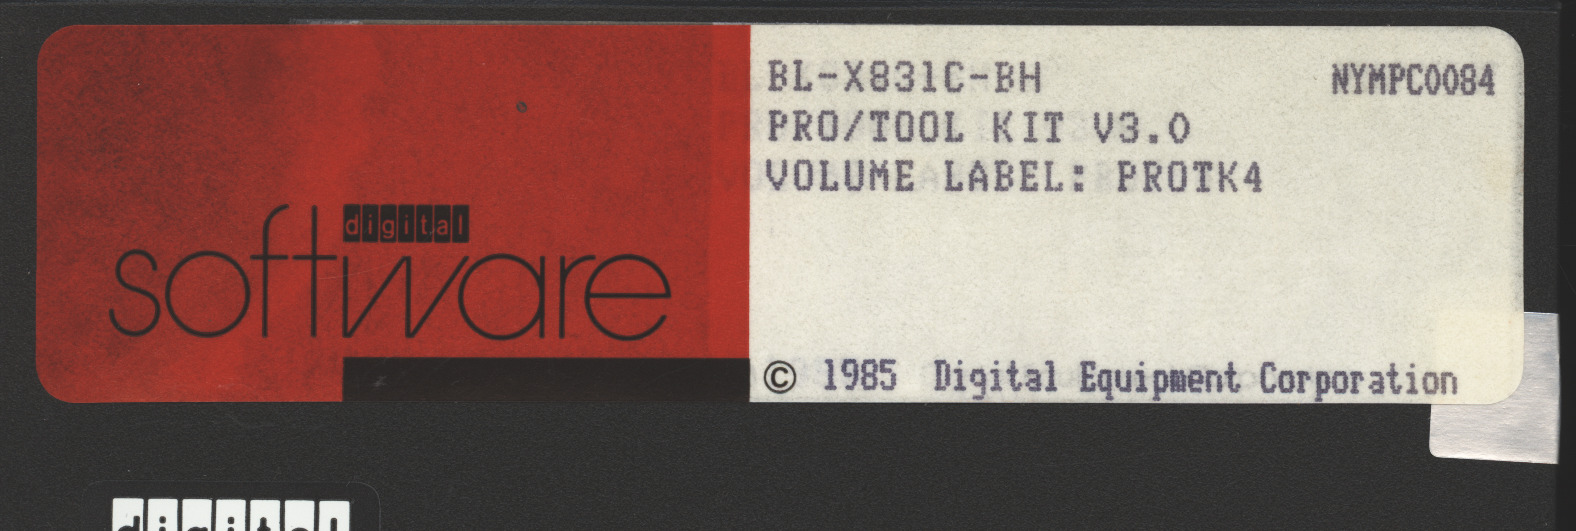 digital
software
BL-X831C-BH NYMPC0084
PRO/TOOL KIT V3.0
VOLUME LABEL: PROTK4
© 1985 Digital Equipment Corporation
digital